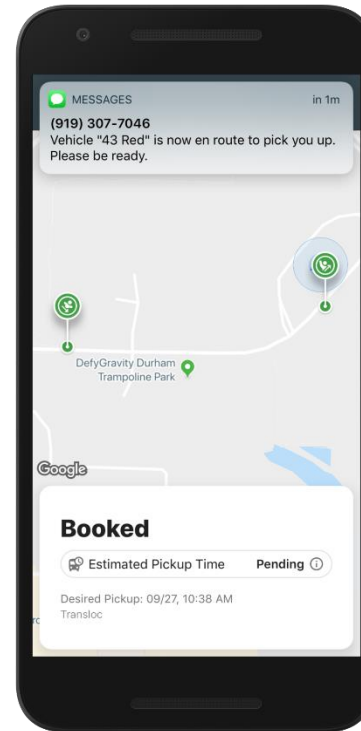 MESSAGES in 1m
(919) 307-7046
Vehicle "43 Red" is now en route to pick you up.
Please be ready.
DefyGravity Durham
Trampoline Park
Google
Booked
Estimated Pickup Time Pending
Desired Pickup: 09/27, 10:38 AM
Transloc